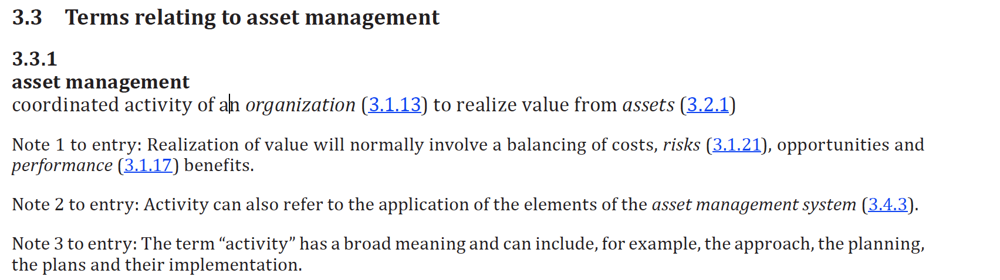 3.3 Terms relating to asset management
3.3.1
asset management
coordinated activity of an organization (3.1.13) to realize value from assets (3.2.1)
Note 1 to entry: Realization of value will normally involve a balancing of costs, risks (3.1.21), opportunities and
performance (3.1.17) benefits.
Note 2 to entry: Activity can also refer to the application of the elements of the asset management system (3.4.3).
Note 3 to entry: The term “activity” has a broad meaning and can include, for example, the approach, the planning,
the plans and their implementation.